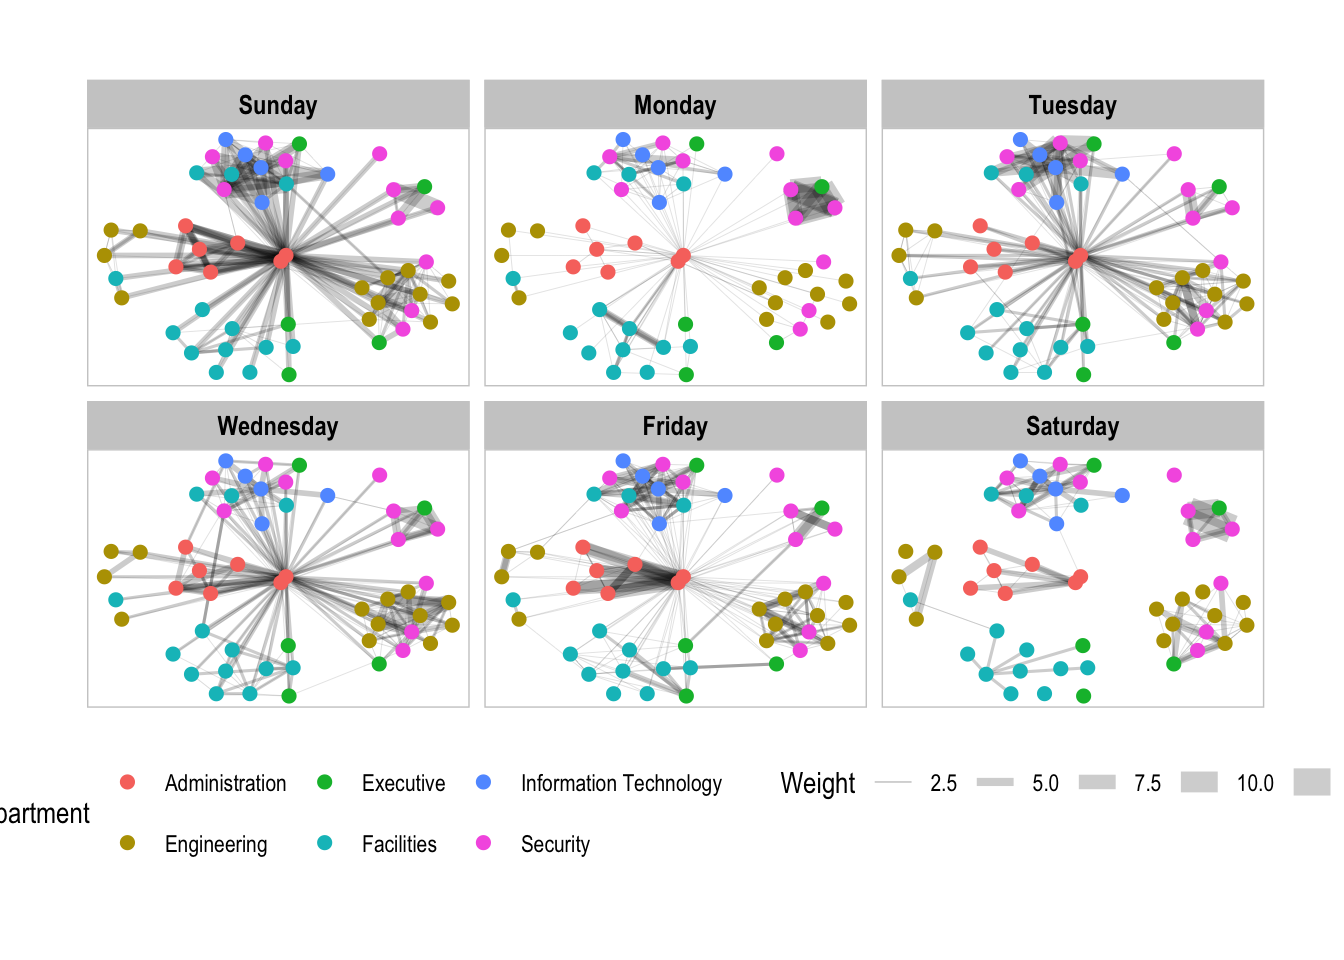 Sunday Monday Tuesday
Wednesday Friday Saturday
Administration Executive Information Technology Weight 2.5 5.0 7.5 10.0
partment
Engineering Facilities Security